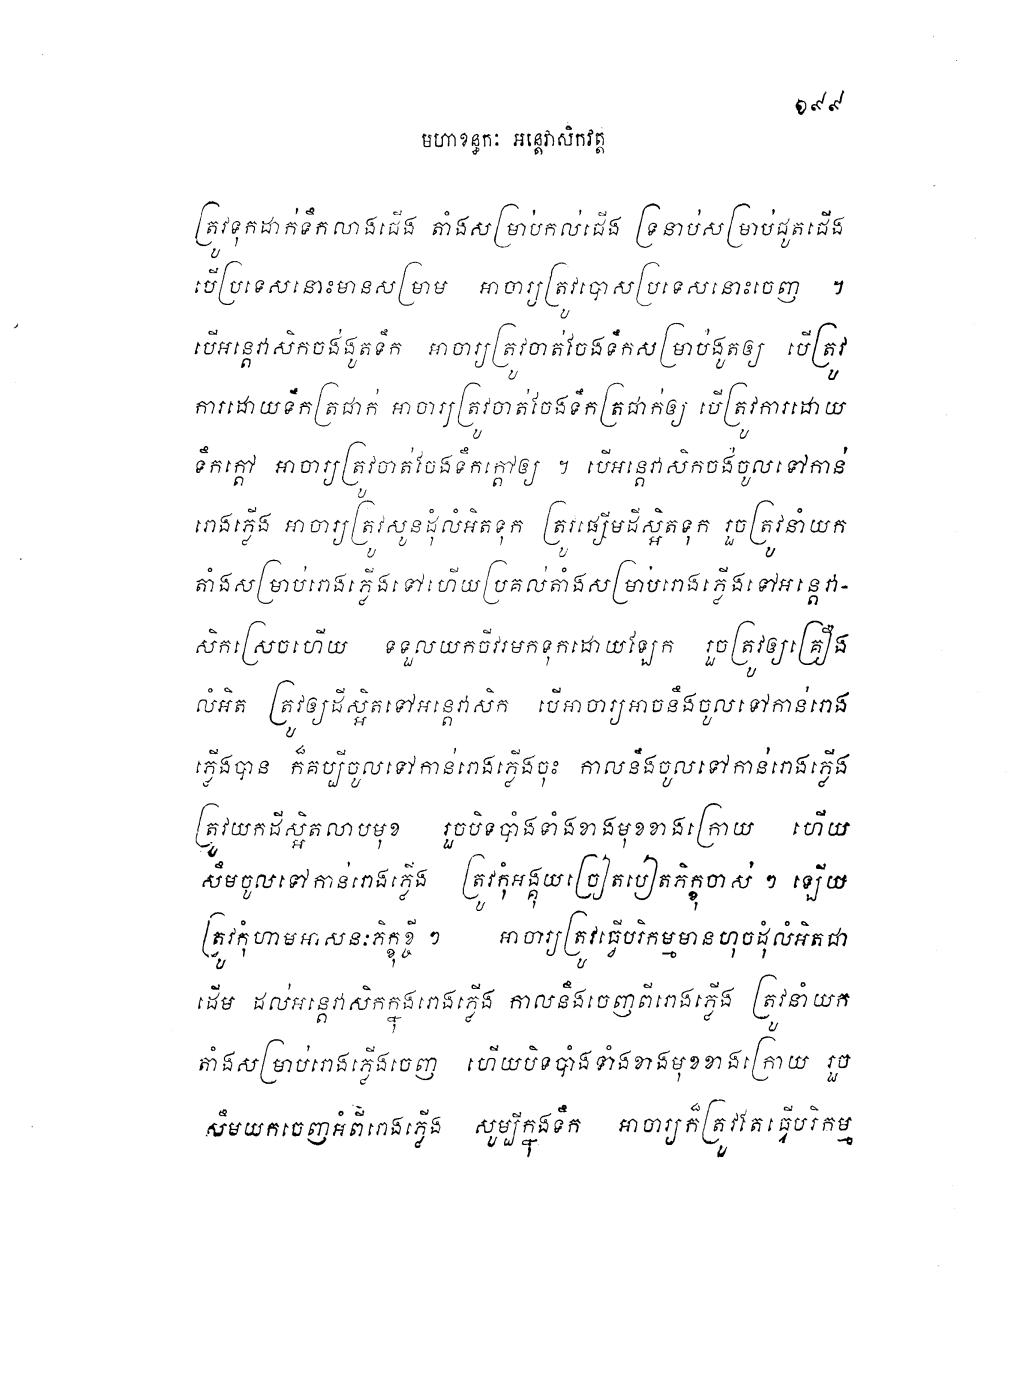 ១៩៩
មហាខន្ធកៈ អន្តេវាសិកវត្ត
ត្រូវទុកដាក់ទឹកលាងជើង តាំងសម្រាប់កល់ជើង ទ្រនាប់សម្រាប់ជូតជើង
បើប្រទេសនោះមានសម្រាម អាចារ្យត្រូវបោសប្រទេសនោះចេញ ។
បើអន្តេវាសិកចង់ងូតទឹក អាចារ្យត្រូវចាត់ចែងទឹកសម្រាប់ងូតឲ្យ បើត្រូវ
ការដោយទឹកត្រជាក់ អាចារ្យត្រូវចាត់ចែងទឹកត្រជាក់ឲ្យ បើត្រូវការដោយ
ទឹកក្តៅ អាចារ្យត្រូវចាត់ចែងទឹកក្តៅឲ្យ ។ បើអន្តេវាសិកចង់ចូលទៅកាន់
រោងភ្លើង អាចារ្យត្រូវសូនដុំលំអិតទុក ត្រូវផ្សើមដីស្អិតទុក រួចត្រូវនាំយក
តាំងសម្រាប់រោងភ្លើងទៅហើយប្រគល់តាំងសម្រាប់រោងភ្លើងទៅអន្តេវា-
សិកស្រេចហើយ ទទួលយកចីវរមកទុកដោយឡែក រួចត្រូវឲ្យគ្រឿង
លំអិត ត្រូវឲ្យដីស្អិតទៅអន្តេវាសិក បើអាចារ្យអាចនឹងចូលទៅកាន់រោង
ភ្លើងបាន ក៏គប្បីចូលទៅកាន់រោងភ្លើងចុះ កាលនឹងចូលទៅកាន់រោងភ្លើង
ត្រូវយកដីស្អិតលាបមុខ រួចបិទបាំងទាំងខាងមុខខាងក្រោយ ហើយ
សឹមចូលទៅកាន់រោងភ្លើង ត្រូវកុំអង្គុយច្រៀតបៀតភិក្ខុចាស់ ៗ ឡើយ
ត្រូវកុំហាមអាសនៈភិក្ខុខ្ចី ៗ អាចារ្យត្រូវធ្វើបរិកម្មមានហុចដុំលំអិតជា
ដើម ដល់អន្តេវាសិកក្នុងរោងភ្លើង កាលនឹងចេញពីរោងភ្លើង ត្រូវនាំយក
តាំងសម្រាប់រោងភ្លើងចេញ ហើយបិទបាំងទាំងខាងមុខខាងក្រោយ រួច
សឹមយកចេញអំពីរោងភ្លើង សូម្បីក្នុងទឹក អាចារ្យក៏ត្រូវតែធ្វើបរិកម្ម